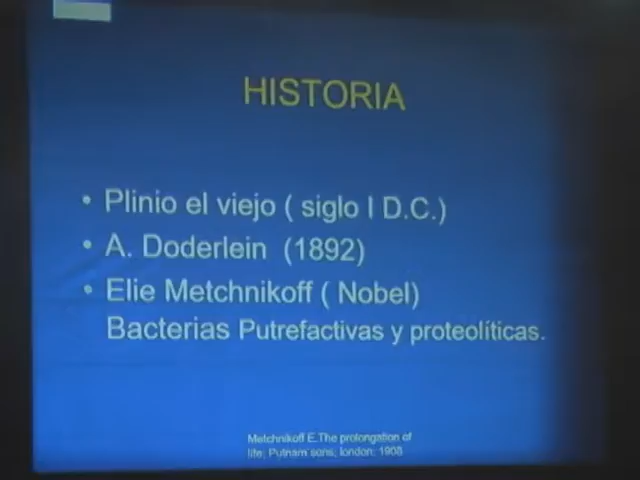 HISTORIA
• Plinio el viejo ( siglo I D.C.)
• A. Doderlein (1892)
• Elie Metchnikoff ( Nobel)
Bacterias Putrefactivas y proteolíticas.
Metchnikoff E.The prolongation of
life; Putnam sons; london: 1908